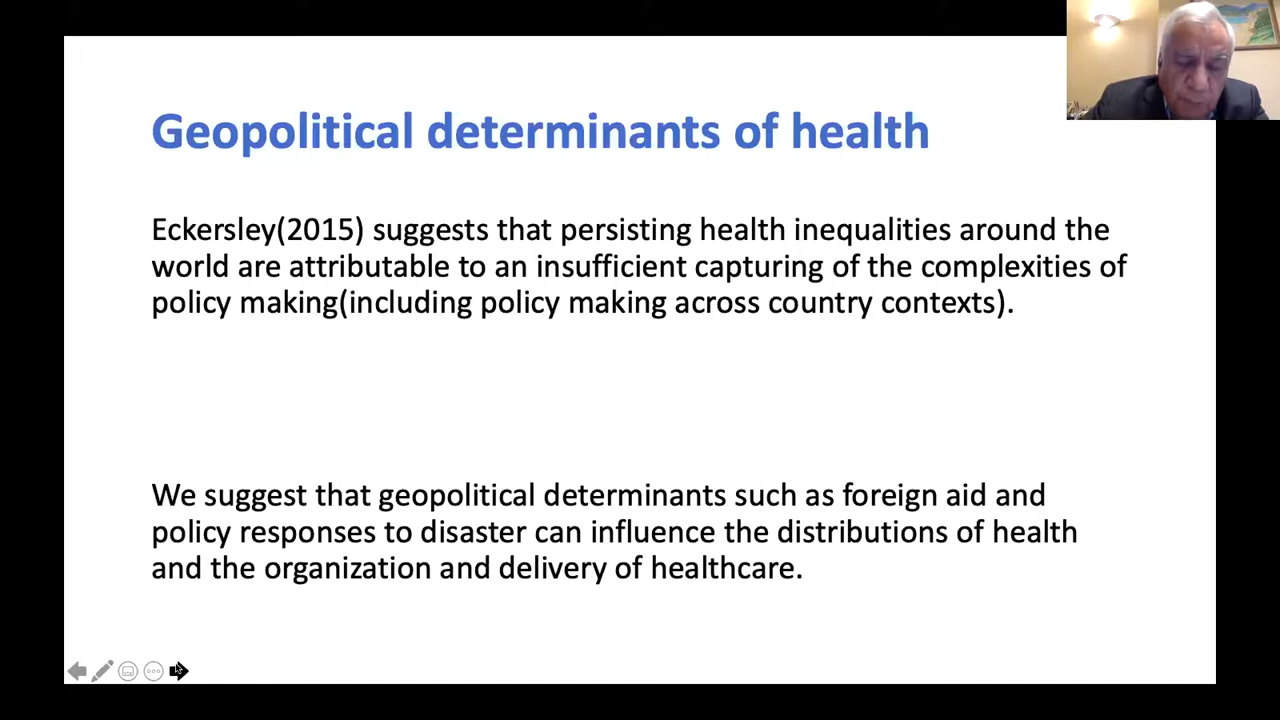 Geopolitical determinants of health
Eckersley(2015) suggests that persisting health inequalities around the
world are attributable to an insufficient capturing of the complexities of
policy making(including policy making across country contexts).
We suggest that geopolitical determinants such as foreign aid and
policy responses to disaster can influence the distributions of health
and the organization and delivery of healthcare.